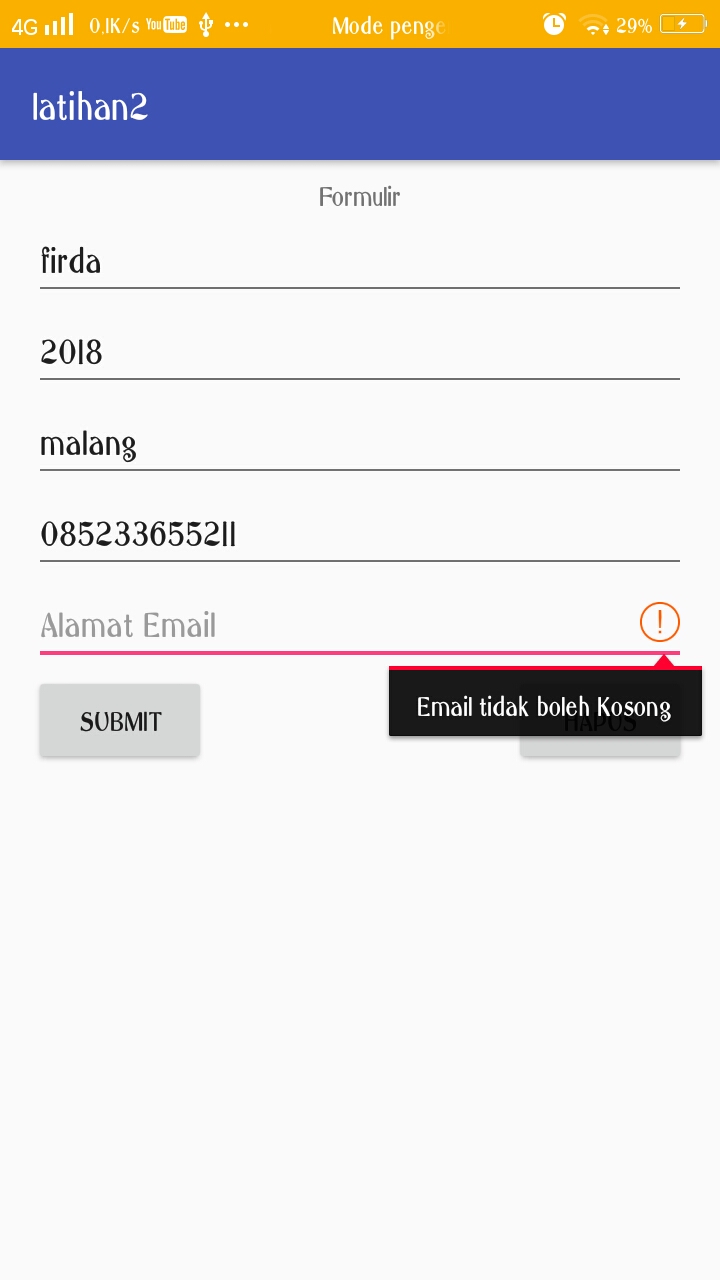 4G 0,1K/s YouTube Mode penge 29%
latihan2
Formulir
firda
2018
malang
085233655211
Alamat Email
Email tidak boleh Kosong
SUBMIT HAPUS